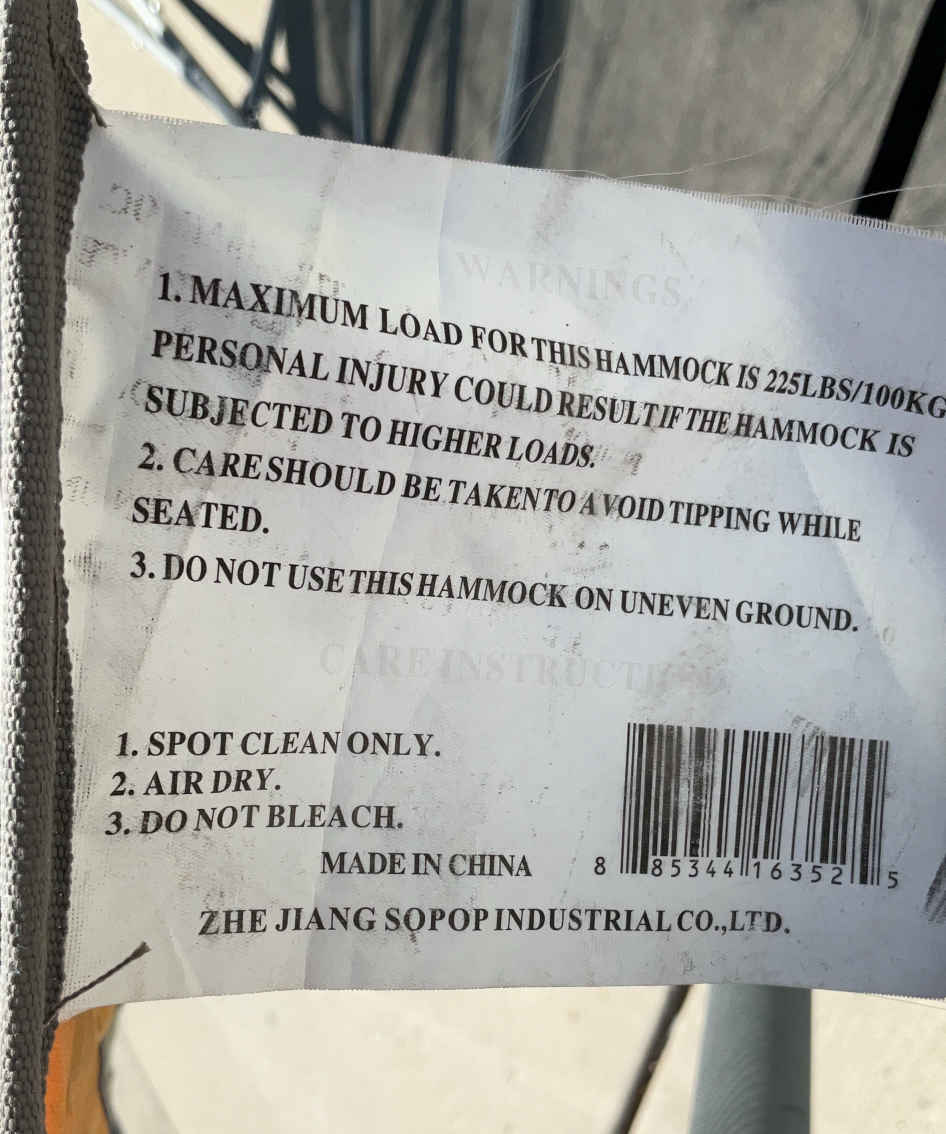 WARNINGS
1. MAXIMUM LOAD FOR THIS HAMMOCK IS 225LBS/100KG
PERSONAL INJURY COULD RESULT IF THE HAMMOCK IS
SUBJECTED TO HIGHER LOADS.
2. CARE SHOULD BE TAKEN TO AVOID TIPPING WHILE
SEATED.
3. DO NOT USE THIS HAMMOCK ON UNEVEN GROUND.
CARE INSTRUCTIONS
1. SPOT CLEAN ONLY.
2. AIR DRY.
3. DO NOT BLEACH.
MADE IN CHINA
8 85344 16352 5
ZHE JIANG SOPOP INDUSTRIAL CO.,LTD.